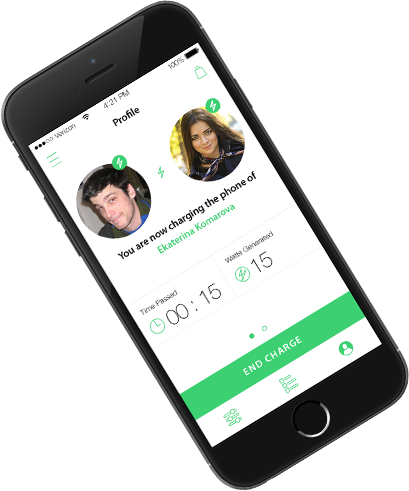 Verizon 4:21 PM 100%
Profile
You are now charging the phone of
Ekaterina Komarova
Time Passed
00 : 15
Watts Generated
15
END CHARGE